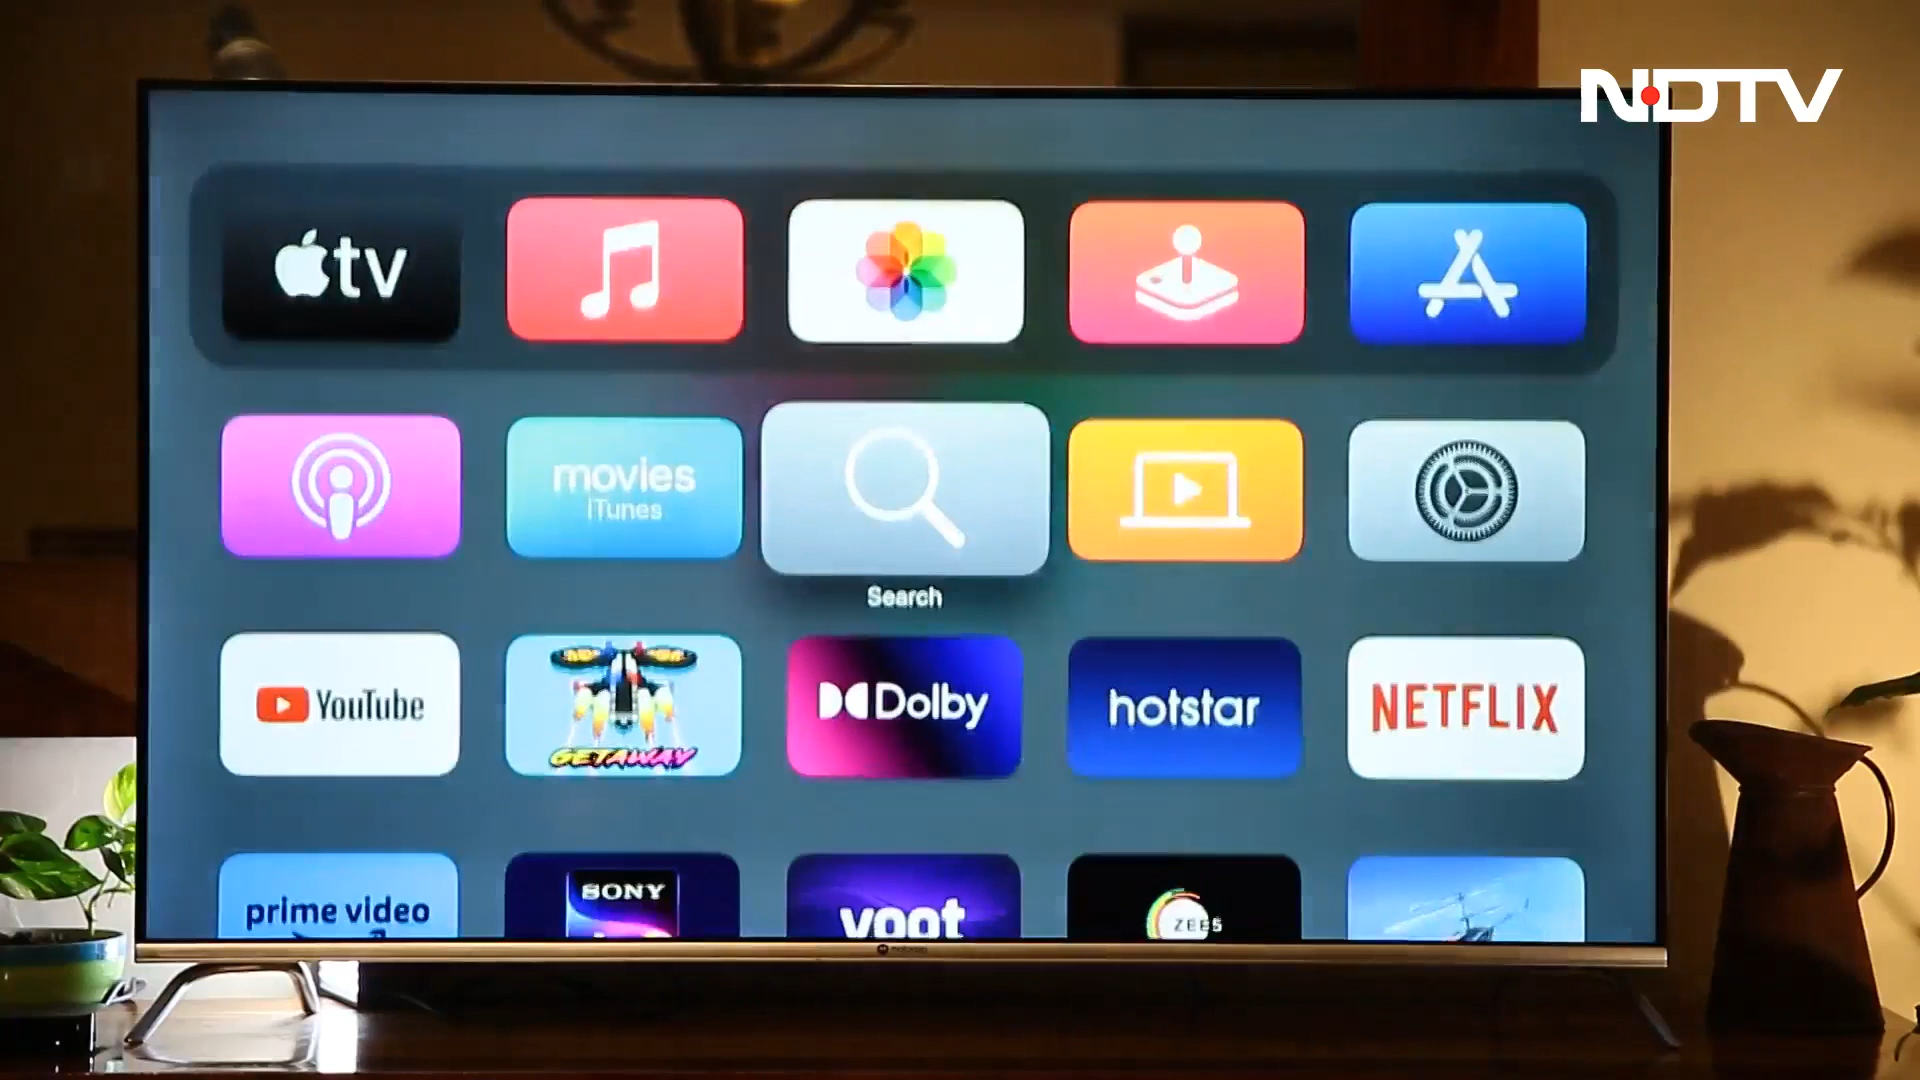 NDTV
tv
movies
iTunes
Search
YouTube
GETAWAY
Dolby
hotstar
NETFLIX
prime video
SONY
voot
ZEE5